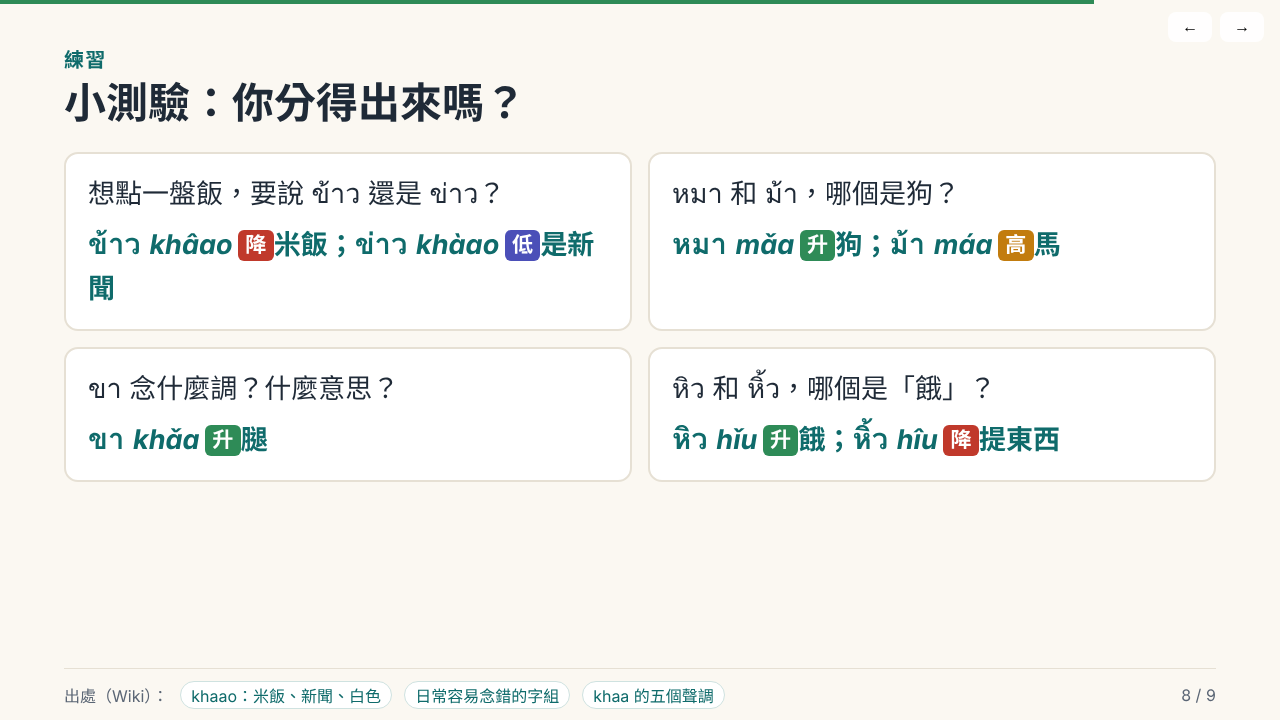 ← →
練習
小測驗：你分得出來嗎？
想點一盤飯，要說 ข้าว 還是 ข่าว？
ข้าว khâao 降 米飯；ข่าว khàao 低 是新
聞
หมา 和 ม้า，哪個是狗？
หมา mǎa 升 狗；ม้า máa 高 馬
ขา 念什麼調？什麼意思？
ขา khǎa 升 腿
หิว 和 หิ้ว，哪個是「餓」？
หิว hǐu 升 餓；หิ้ว hîu 降 提東西
出處（Wiki）： khaao：米飯、新聞、白色 日常容易念錯的字組 khaa 的五個聲調 8 / 9